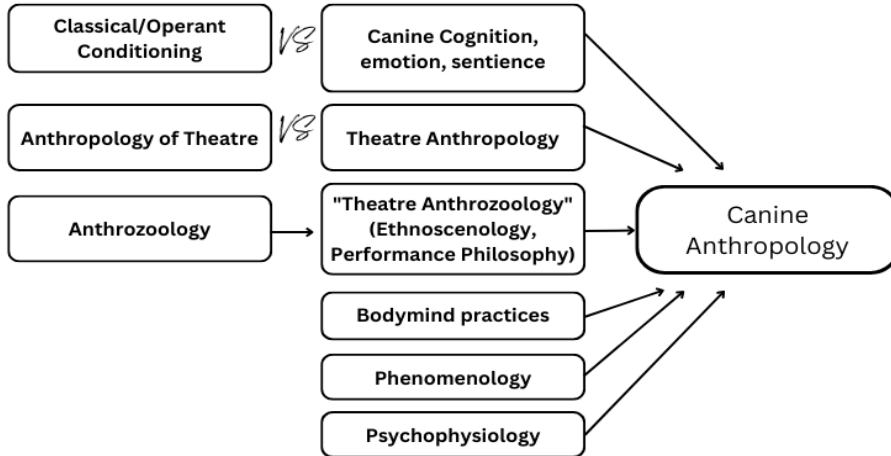 Classical/Operant
Conditioning
VS
Canine Cognition,
emotion, sentience
Anthropology of Theatre
VS
Theatre Anthropology
Anthrozoology
"Theatre Anthrozoology"
(Ethnoscenology,
Performance Philosophy)
Canine
Anthropology
Bodymind practices
Phenomenology
Psychophysiology